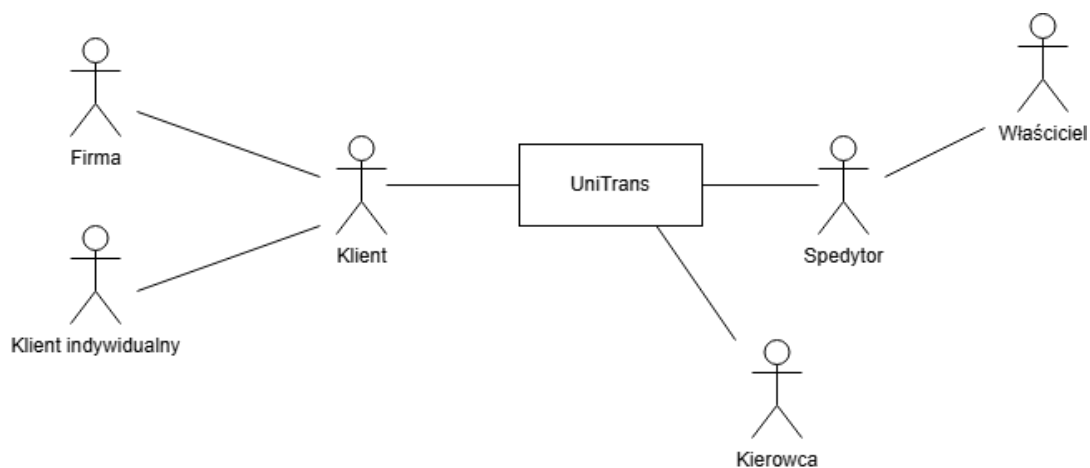 Firma
Klient indywidualny
Klient
UniTrans
Spedytor
Właściciel
Kierowca